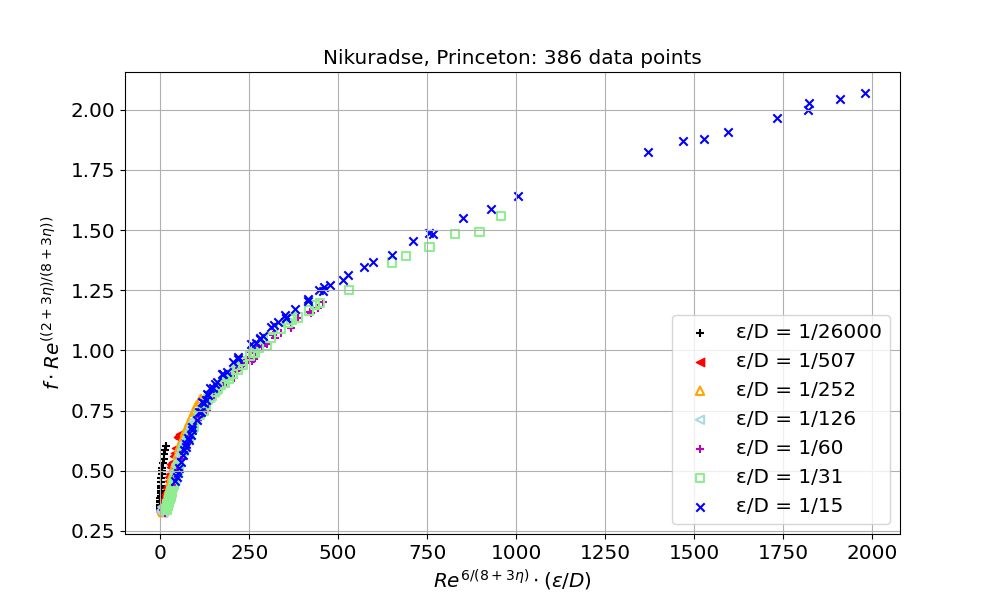 Nikuradse, Princeton: 386 data points
2.00
1.75
1.50
1.25
1.00
0.75
0.50
0.25
f · Re^((2 + 3η)/(8 + 3η))
ε/D = 1/26000
ε/D = 1/507
ε/D = 1/252
ε/D = 1/126
ε/D = 1/60
ε/D = 1/31
ε/D = 1/15
0 250 500 750 1000 1250 1500 1750 2000
Re^6/(8 + 3η) · (ε/D)